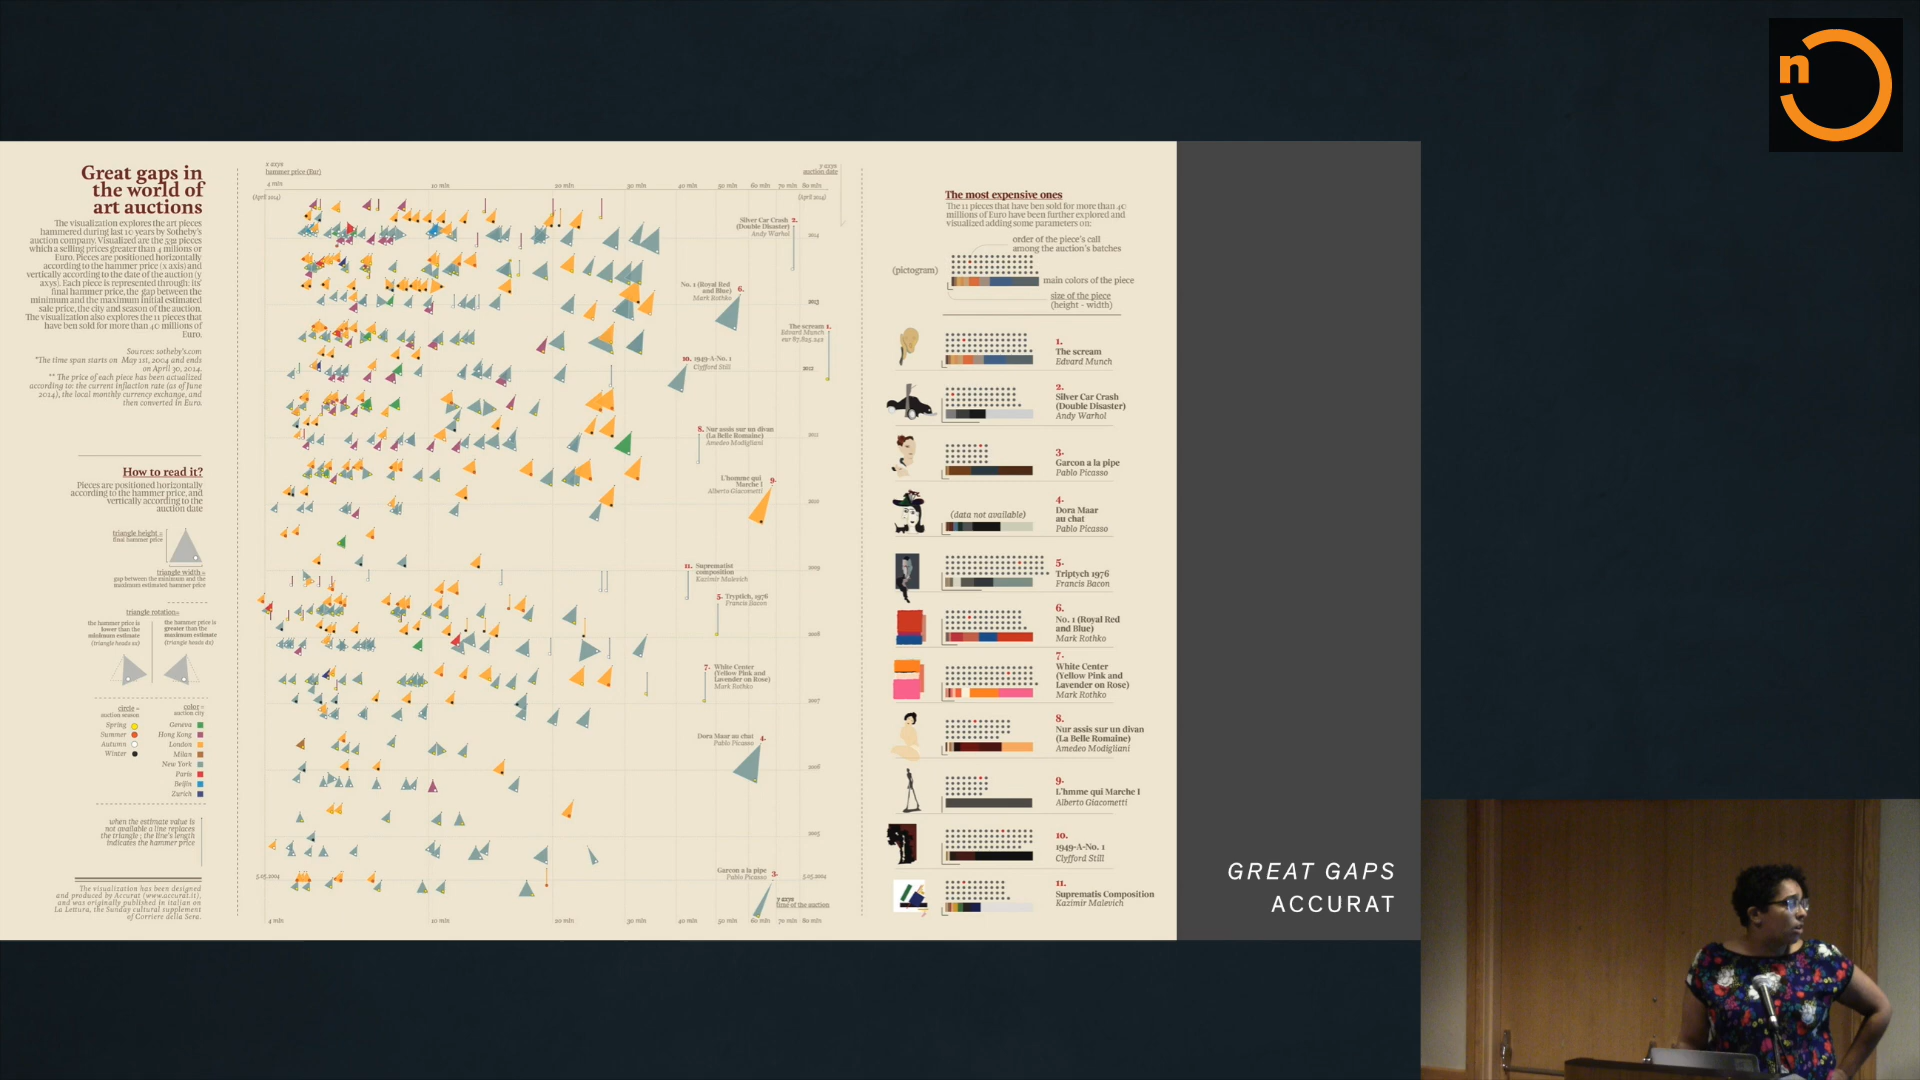 n
Great gaps in
the world of
art auctions
The visualization explores the art pieces
hammered during last 10 years by Sotheby's
auction company. Visualized are the 592 pieces
which a selling prices greater than 4 milions or
Euro. Pieces are positioned horizontally
according to the hammer price (x axis) and
vertically according to the date of the auction (y
axys). Each piece is represented through: its'
final hammer price, the gap between the
minimum and the maximum initial estimated
sale price, the city and season of the auction.
The visualization also explores the 11 pieces that
have ben sold for more than 40 millions of
Euro.
Sources: sotheby's.com
*The time span starts on May 1st, 2004 and ends
on April 30, 2014.
** The price of each piece has been actualized
according to: the current inflaction rate (as of June
2014), the local monthly currency exchange, and
then converted in Euro.
How to read it?
Pieces are positioned horizontally
according to the hammer price, and
vertically according to the
auction date
triangle height =
final hammer price
triangle width =
gap between the minimum and the
maximum estimated hammer price
triangle rotation=
the hammer price is
lower than the
minimum estimate
(triangle heads sx)
the hammer price is
greater than the
maximum estimate
(triangle heads dx)
circle =
auction season
Spring
Summer
Autumn
Winter
color =
auction city
Geneva
Hong Kong
London
Milan
New York
Paris
Beijin
Zurich
when the estimate value is
not available a line replaces
the triangle ; the line's length
indicates the hammer price
The visualization has been designed
and produced by Accurat (www.accurat.it),
and was originally published in italian on
La Lettura, the Sunday cultural supplement
of Corriere della Sera.
x axys
hammer price (Eur)
y axys
auction date
4 mln 10 mln 20 mln 30 mln 40 mln 50 mln 60 mln 70 mln 80 mln
(April 2014) (April 2014)
Silver Car Crash 2.
(Double Disaster)
Andy Warhol
2014
No. 1 (Royal Red 6.
and Blue)
Mark Rothko
2013
The scream 1.
Edvard Munch
eur 87.825.242
10. 1949-A-No. 1
Clyfford Still
2012
8. Nur assis sur un divan
(La Belle Romaine)
Amedeo Modigliani
2011
L'homme qui 9.
Marche I
Alberto Giacometti
2010
11. Suprematist
composition
Kazimir Malevich
2009
5. Tryptich, 1976
Francis Bacon
2008
7. White Center
(Yellow Pink and
Lavender on Rose)
Mark Rothko
2007
Dora Maar au chat 4.
Pablo Picasso
2006
2005
Garcon a la pipe 3.
Pablo Picasso
5.05.2004 5.05.2004
y axys
time of the auction
4 mln 10 mln 20 mln 30 mln 40 mln 50 mln 60 mln 70 mln 80 mln
The most expensive ones
The 11 pieces that have ben sold for more than 40
millions of Euro have been further explored and
visualized adding some parameters on:
order of the piece's call
among the auction's batches
(pictogram)
main colors of the piece
size of the piece
(height - width)
1.
The scream
Edvard Munch
2.
Silver Car Crash
(Double Disaster)
Andy Warhol
3.
Garcon a la pipe
Pablo Picasso
(data not available)
4.
Dora Maar
au chat
Pablo Picasso
5.
Triptych 1976
Francis Bacon
6.
No. 1 (Royal Red
and Blue)
Mark Rothko
7.
White Center
(Yellow Pink and
Lavender on Rose)
Mark Rothko
8.
Nur assis sur un divan
(La Belle Romaine)
Amedeo Modigliani
9.
L'hmme qui Marche I
Alberto Giacometti
10.
1949-A-No. 1
Clyfford Still
11.
Suprematis Composition
Kazimir Malevich
GREAT GAPS
ACCURAT